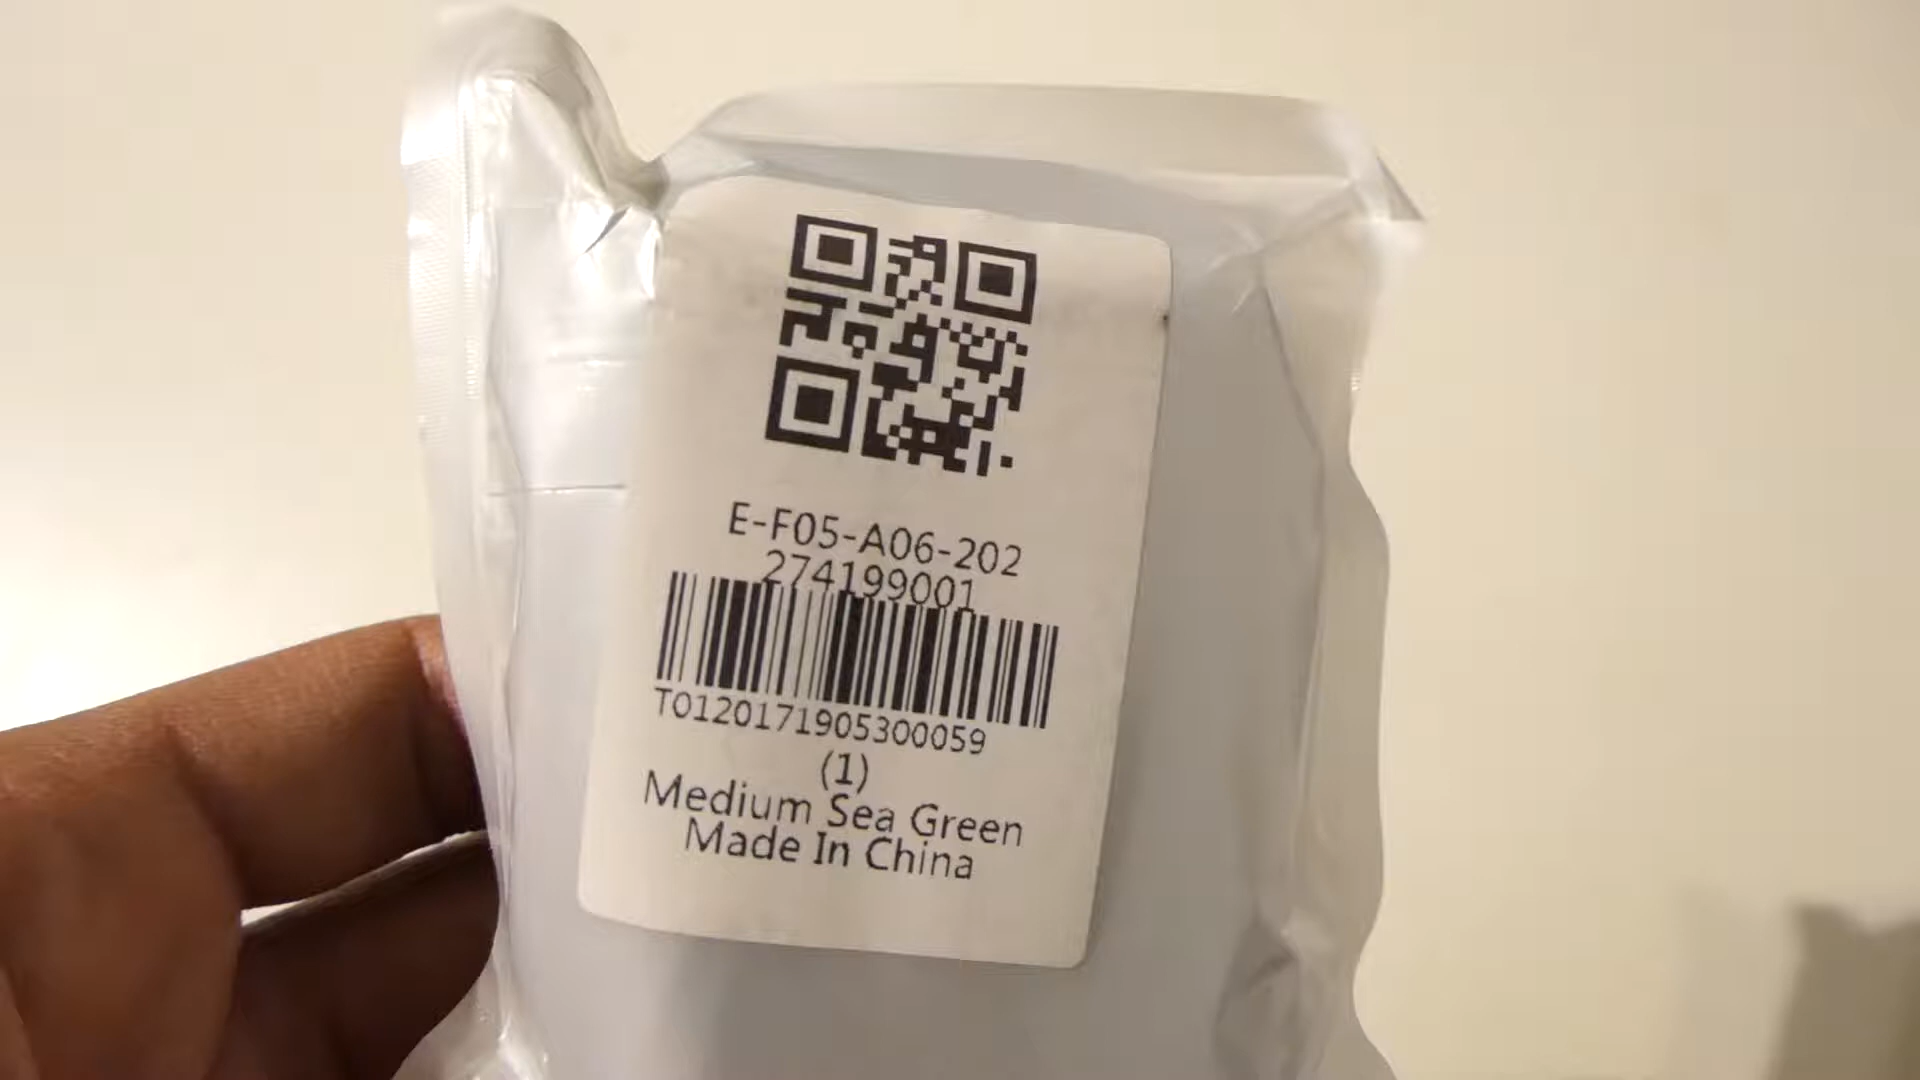 E-F05-A06-202
274199001
T0120171905300059
(1)
Medium Sea Green
Made In China